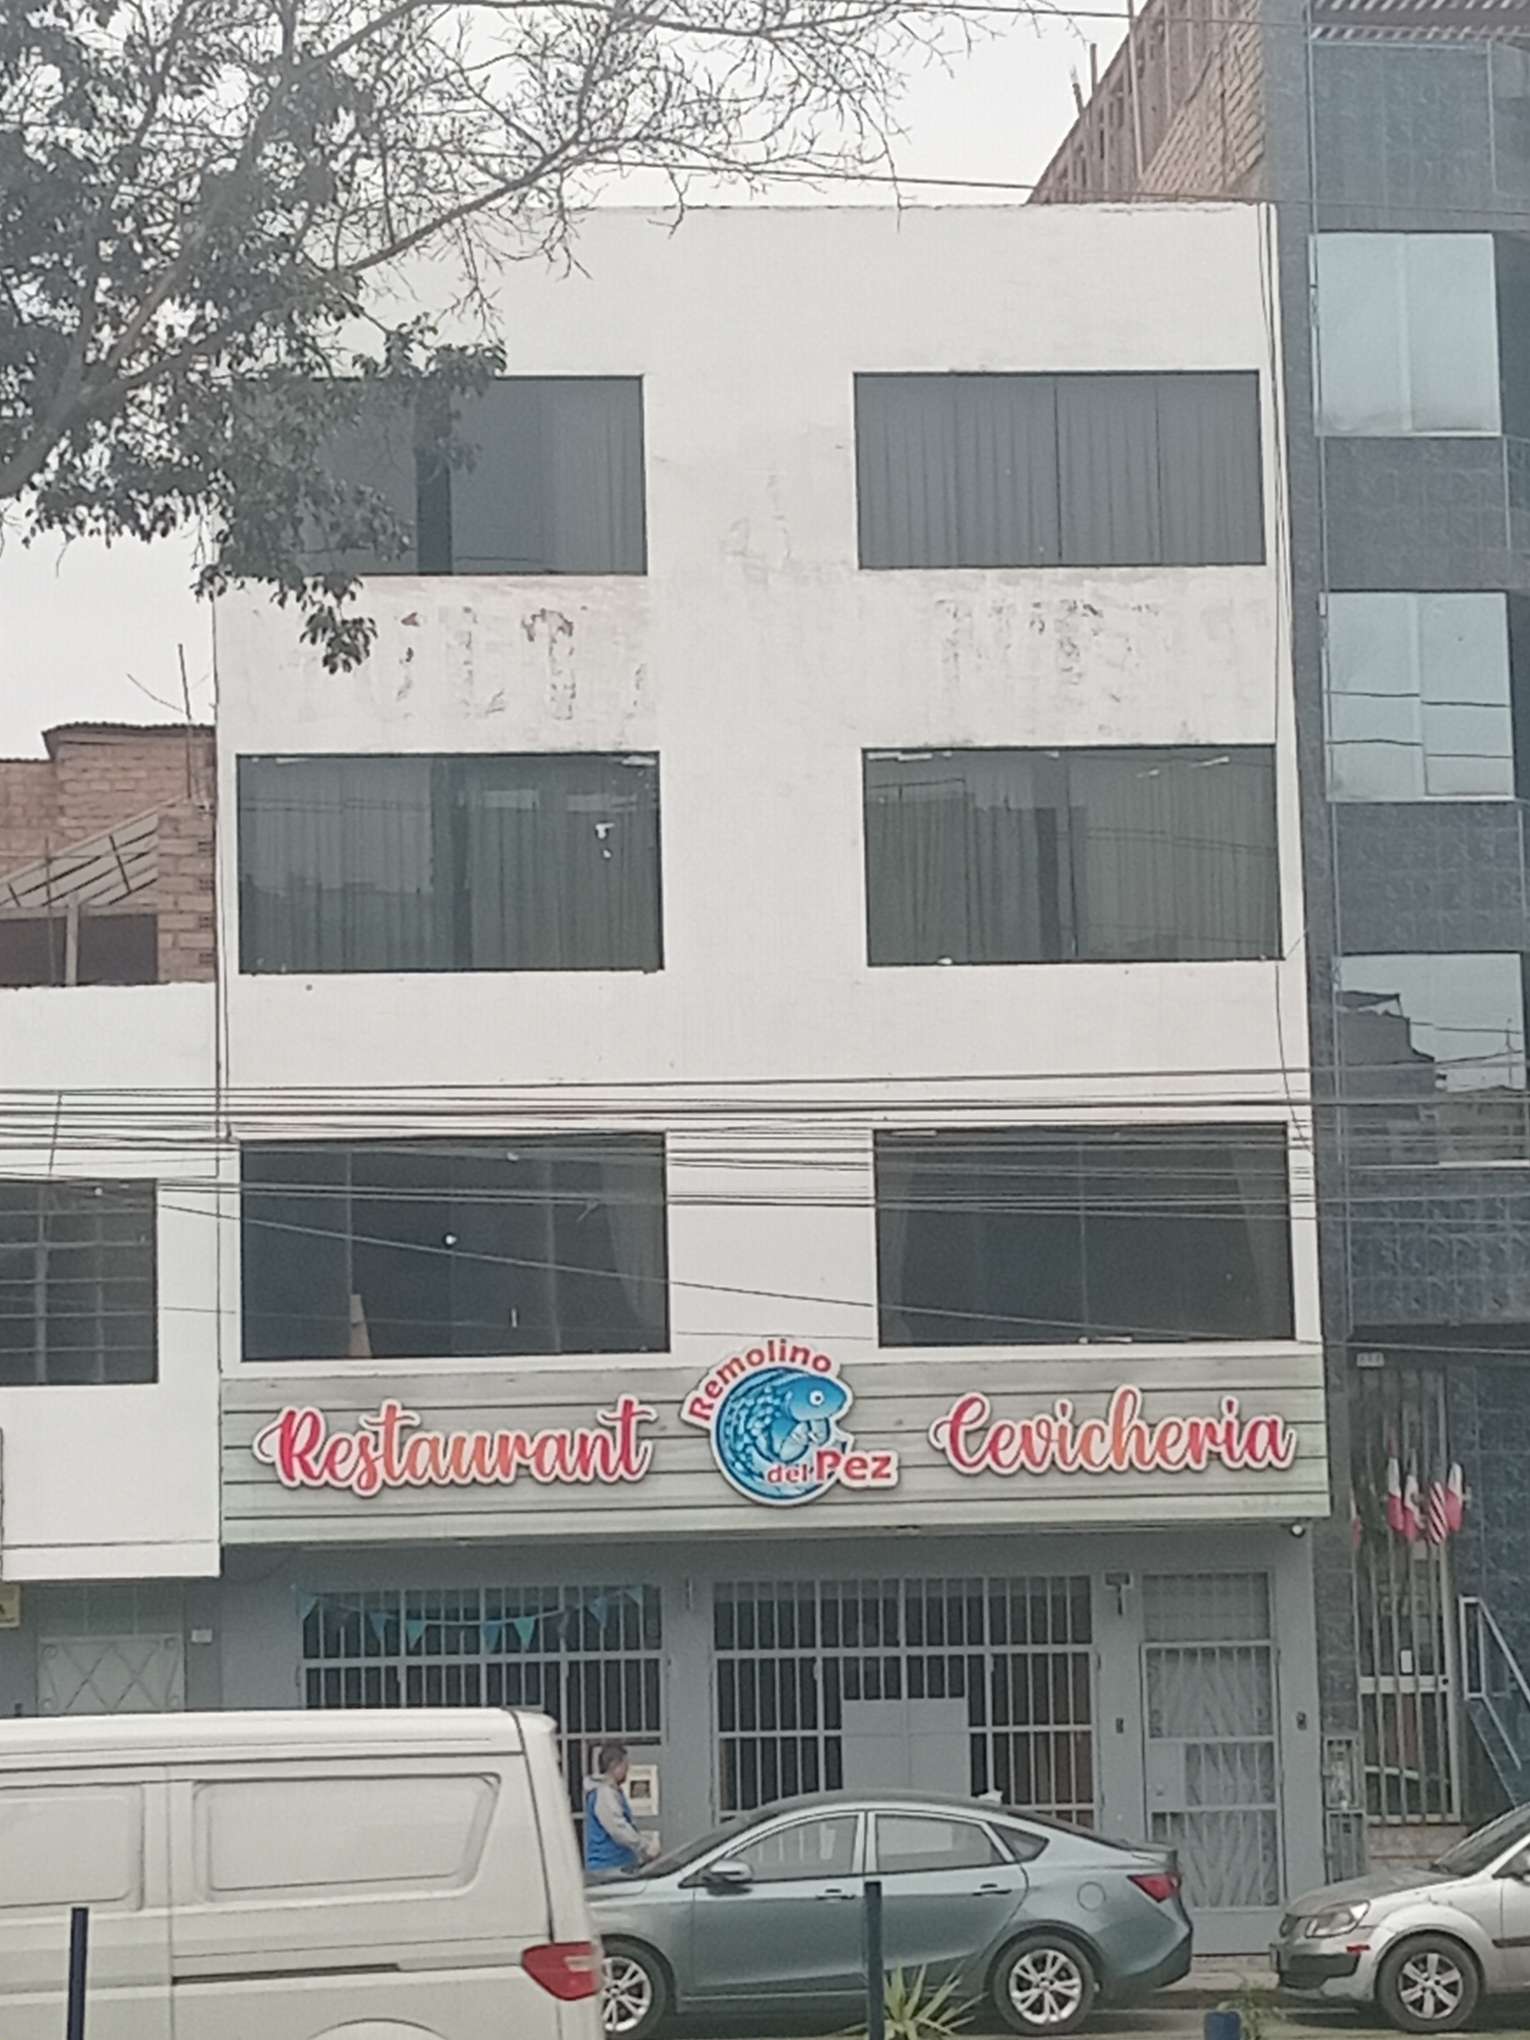 Restaurant
Remolino
del Pez
Cevicheria